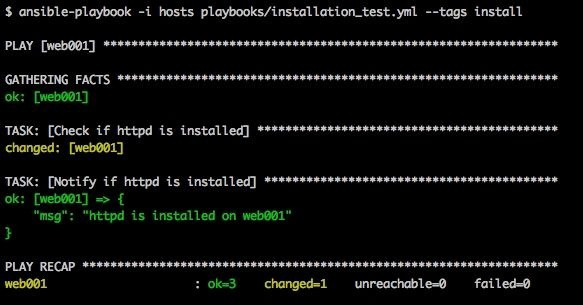 $ ansible-playbook -i hosts playbooks/installation_test.yml --tags install
PLAY [web001] **************************************************************
GATHERING FACTS ************************************************************
ok: [web001]
TASK: [Check if httpd is installed] ****************************************
changed: [web001]
TASK: [Notify if httpd is installed] ***************************************
ok: [web001] => {
    "msg": "httpd is installed on web001"
}
PLAY RECAP *****************************************************************
web001                     : ok=3    changed=1    unreachable=0    failed=0